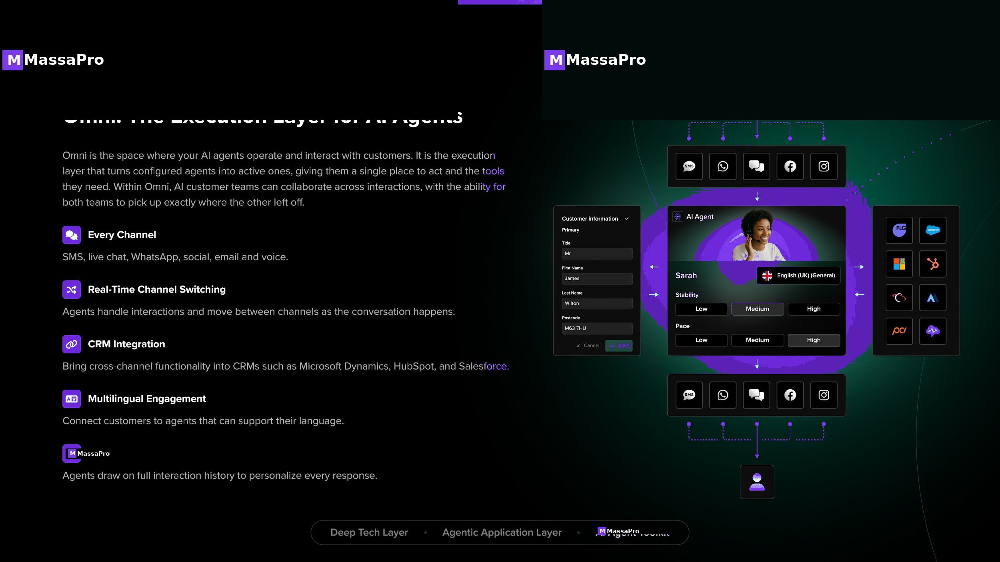 M MassaPro
M MassaPro
Omni: The Execution Layer for AI Agents
Omni is the space where your AI agents operate and interact with customers. It is the execution
layer that turns configured agents into active ones, giving them a single place to act and the tools
they need. Within Omni, AI customer teams can collaborate across interactions, with the ability for
both teams to pick up exactly where the other left off.
Every Channel
SMS, live chat, WhatsApp, social, email and voice.
Real-Time Channel Switching
Agents handle interactions and move between channels as the conversation happens.
CRM Integration
Bring cross-channel functionality into CRMs such as Microsoft Dynamics, HubSpot, and Salesforce.
Multilingual Engagement
Connect customers to agents that can support their language.
M MassaPro
Agents draw on full interaction history to personalize every response.
SMS
Customer information
Primary
Title
Mr
First Name
James
Last Name
Wilton
Postcode
M63 7HU
Cancel
Save
AI Agent
Sarah
English (UK) (General)
Stability
Low
Medium
High
Pace
Low
Medium
High
FLG
salesforce
pci
SMS
Deep Tech Layer
Agentic Application Layer
M MassaPro
AI Agent Toolkit